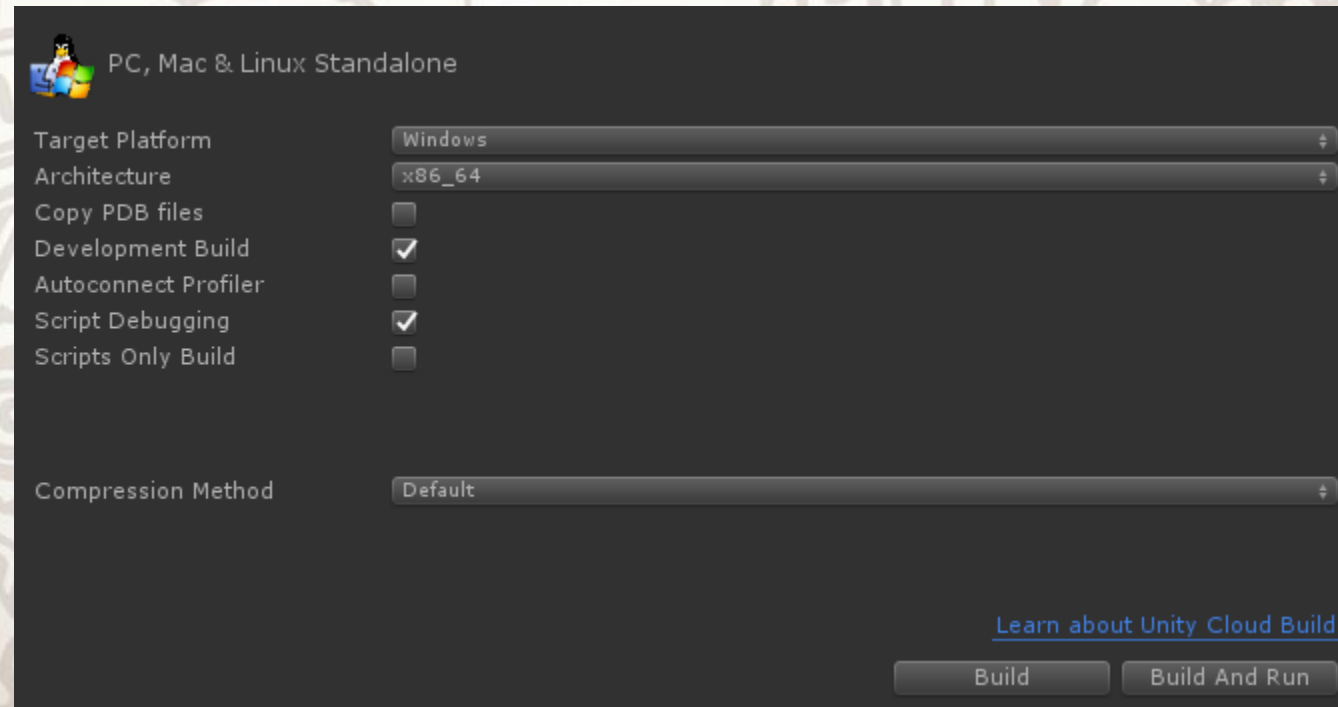 PC, Mac & Linux Standalone
Target Platform Windows
Architecture x86_64
Copy PDB files
Development Build
Autoconnect Profiler
Script Debugging
Scripts Only Build
Compression Method Default
Learn about Unity Cloud Build
Build Build And Run